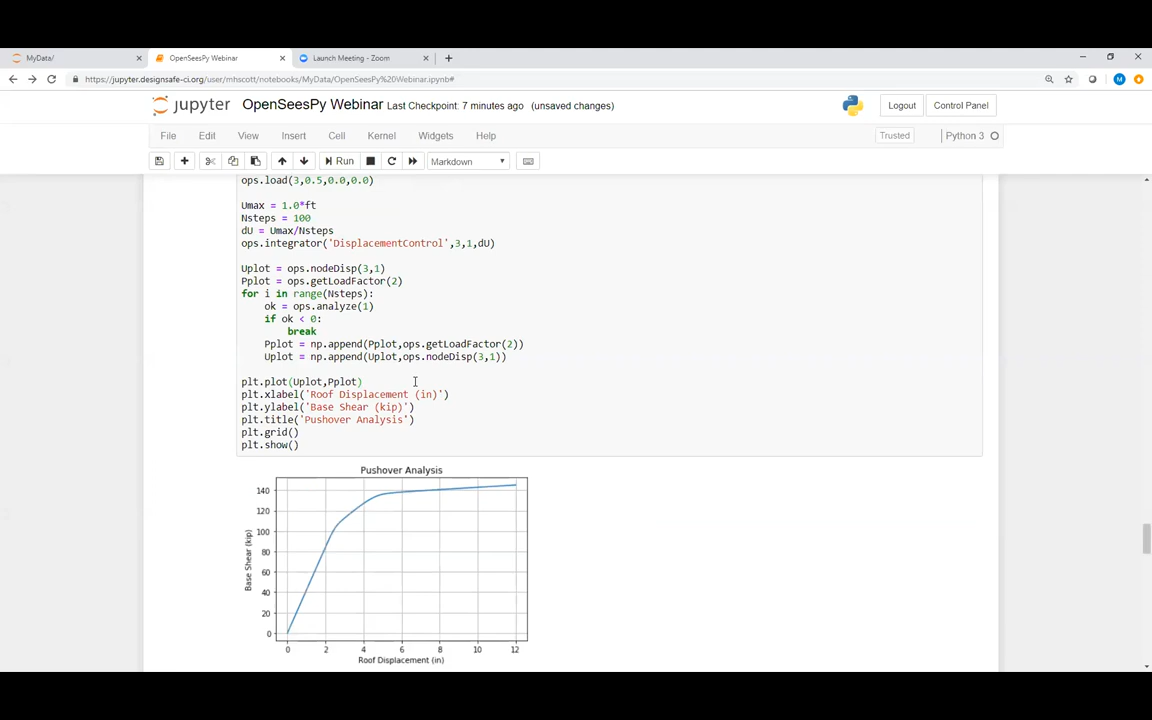 MyData/
OpenSeesPy Webinar
Launch Meeting - Zoom
https://jupyter.designsafe-ci.org/user/mhscott/notebooks/MyData/OpenSeesPy%20Webinar.ipynb#
M
jupyter OpenSeesPy Webinar Last Checkpoint: 7 minutes ago (unsaved changes)
Logout
Control Panel
File Edit View Insert Cell Kernel Widgets Help
Trusted
Python 3
Run
Markdown
ops.load(3,0.5,0.0,0.0)
Umax = 1.0*ft
Nsteps = 100
dU = Umax/Nsteps
ops.integrator('DisplacementControl',3,1,dU)
Uplot = ops.nodeDisp(3,1)
Pplot = ops.getLoadFactor(2)
for i in range(Nsteps):
    ok = ops.analyze(1)
    if ok < 0:
        break
    Pplot = np.append(Pplot,ops.getLoadFactor(2))
    Uplot = np.append(Uplot,ops.nodeDisp(3,1))
plt.plot(Uplot,Pplot)
plt.xlabel('Roof Displacement (in)')
plt.ylabel('Base Shear (kip)')
plt.title('Pushover Analysis')
plt.grid()
plt.show()
Pushover Analysis
Base Shear (kip)
140
120
100
80
60
40
20
0
0 2 4 6 8 10 12
Roof Displacement (in)